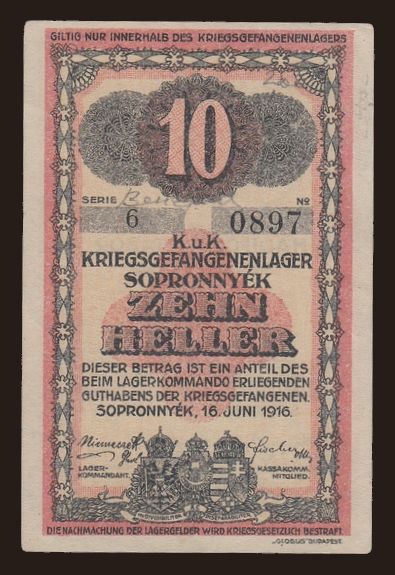 GILTIG NUR INNERHALB DES KRIEGSGEFANGENENLAGERS
10
SERIE № 
6 0897
K.u.K.
KRIEGSGEFANGENENLAGER
SOPRONNYÉK
ZEHN
HELLER
DIESER BETRAG IST EIN ANTEIL DES
BEIM LAGERKOMMANDO ERLIEGENDEN
GUTHABENS DER KRIEGSGEFANGENEN.
SOPRONNYÉK, 16. JUNI 1916.
LAGER-
KOMMANDANT.
KASSAKOMM.
MITGLIED.
DIE NACHMACHUNG DER LAGERGELDER WIRD KRIEGSGESETZLICH BESTRAFT.
„GLOBUS" BUDAPEST.